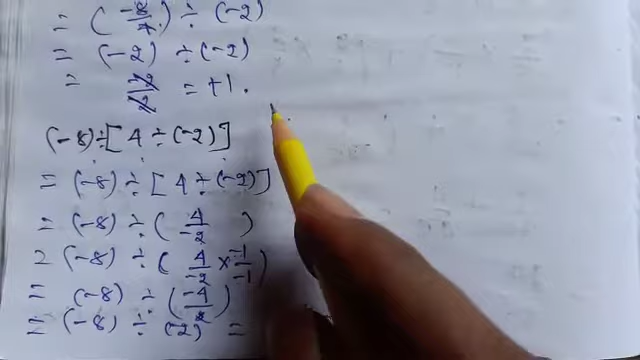 = (-8/4) ÷ (-2)
= (-2) ÷ (-2)
= -2/-2 = +1.
(-8) ÷ [4 ÷ (-2)]
= (-8) ÷ [4 ÷ (-2)]
= (-8) ÷ (4/-2)
= (-8) ÷ (4/-2 × -1/-1)
= (-8) ÷ (-4/2)
= (-8) ÷ (-2) =